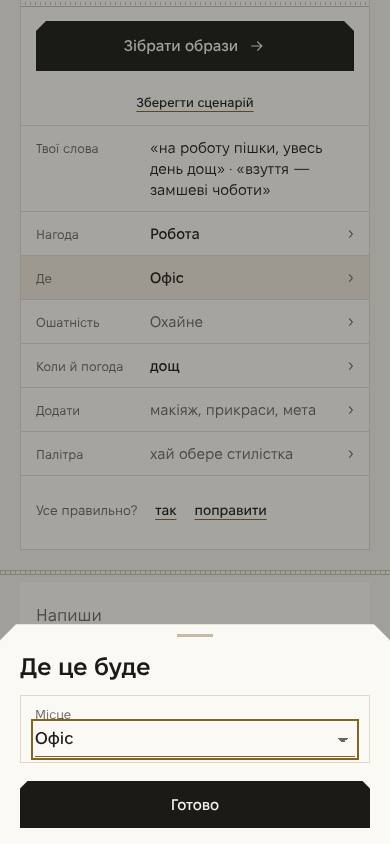 Зібрати образи →
Зберегти сценарій
Твої слова
«на роботу пішки, увесь
день дощ» · «взуття —
замшеві чоботи»
Нагода Робота
Де Офіс
Ошатність Охайне
Коли й погода дощ
Додати макіяж, прикраси, мета
Палітра хай обере стилістка
Усе правильно? так поправити
Напиши
Де це буде
Місце
Офіс
Готово